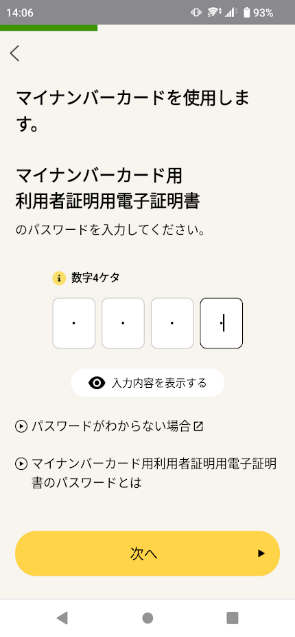 14:06
93%
マイナンバーカードを使用しま
す。
マイナンバーカード用
利用者証明用電子証明書
のパスワードを入力してください。
数字4ケタ
入力内容を表示する
パスワードがわからない場合
マイナンバーカード用利用者証明用電子証明
書のパスワードとは
次へ